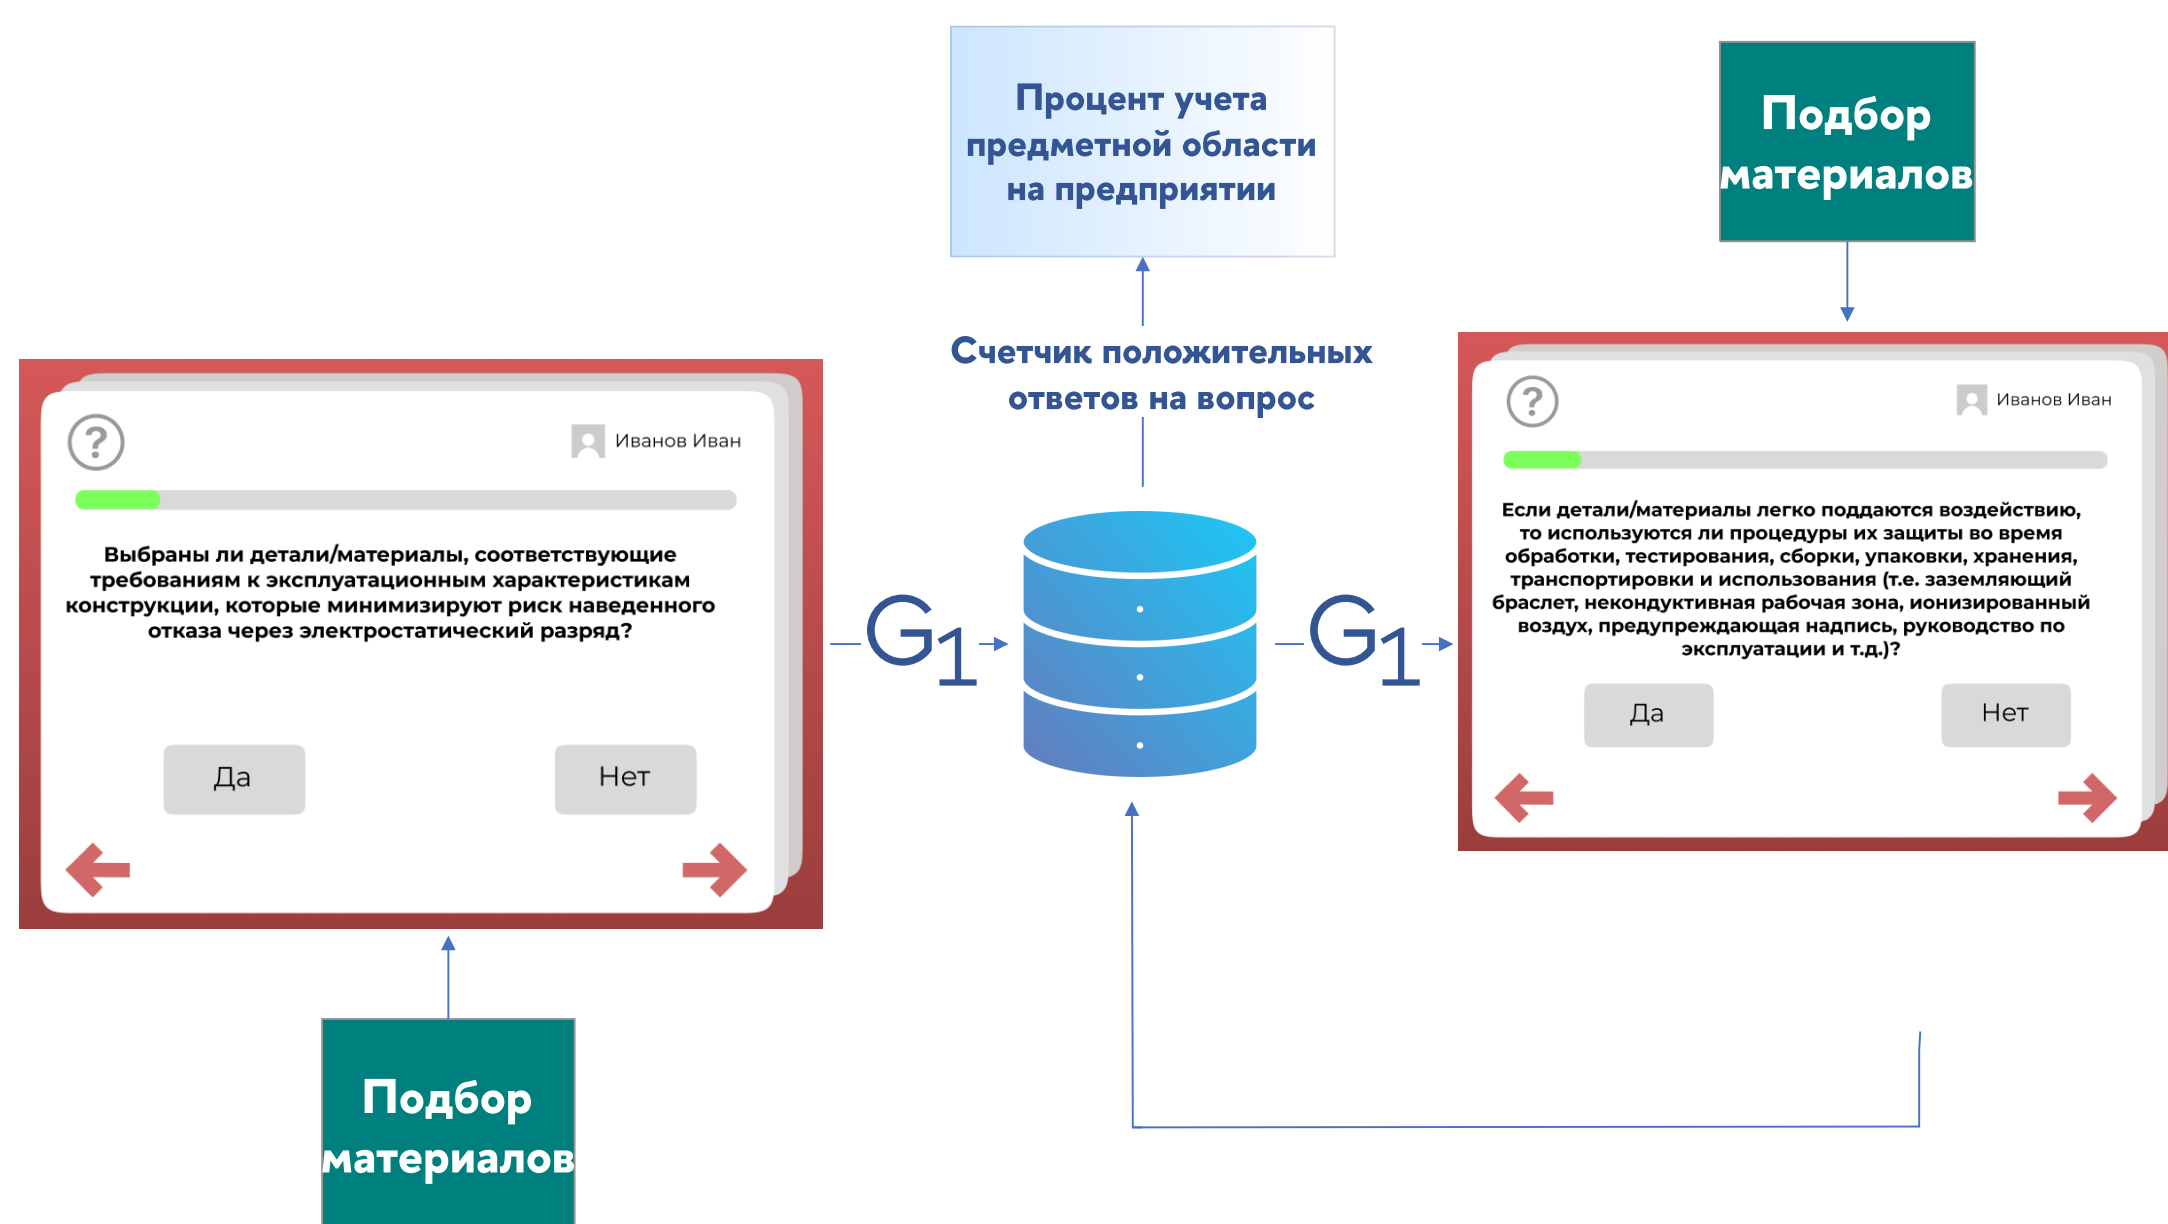 Процент учета
предметной области
на предприятии
Подбор
материалов
Счетчик положительных
ответов на вопрос
?
Иванов Иван
Выбраны ли детали/материалы, соответствующие
требованиям к эксплуатационным характеристикам
конструкции, которые минимизируют риск наведенного
отказа через электростатический разряд?
Да
Нет
G1
G1
?
Иванов Иван
Если детали/материалы легко поддаются воздействию,
то используются ли процедуры их защиты во время
обработки, тестирования, сборки, упаковки, хранения,
транспортировки и использования (т.е. заземляющий
браслет, некондуктивная рабочая зона, ионизированный
воздух, предупреждающая надпись, руководство по
эксплуатации и т.д.)?
Да
Нет
Подбор
материалов